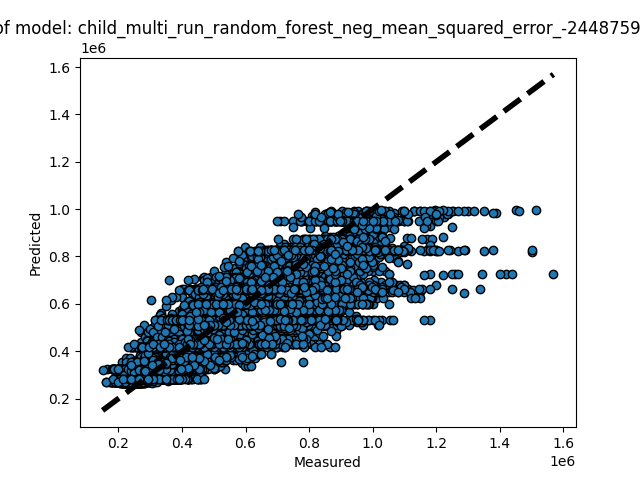 of model: child_multi_run_random_forest_neg_mean_squared_error_-2448759
1e6
1.6
1.4
1.2
1.0
0.8
0.6
0.4
0.2
Predicted
0.2 0.4 0.6 0.8 1.0 1.2 1.4 1.6
Measured
1e6